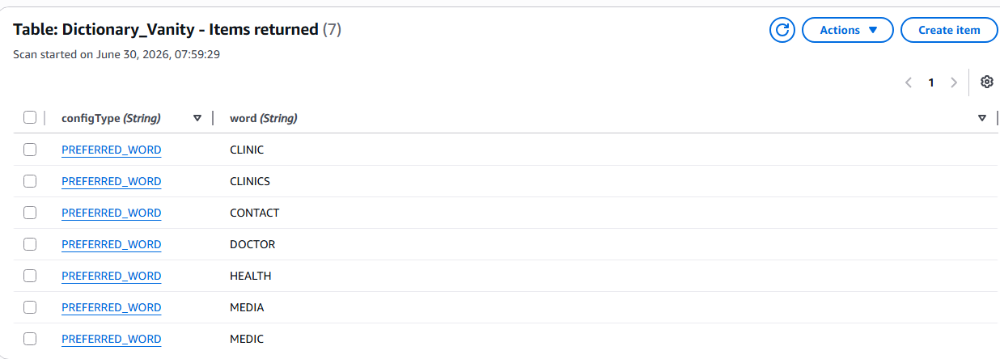 Table: Dictionary_Vanity - Items returned (7)
Actions
Create item
Scan started on June 30, 2026, 07:59:29
1
configType (String)
word (String)
PREFERRED_WORD CLINIC
PREFERRED_WORD CLINICS
PREFERRED_WORD CONTACT
PREFERRED_WORD DOCTOR
PREFERRED_WORD HEALTH
PREFERRED_WORD MEDIA
PREFERRED_WORD MEDIC